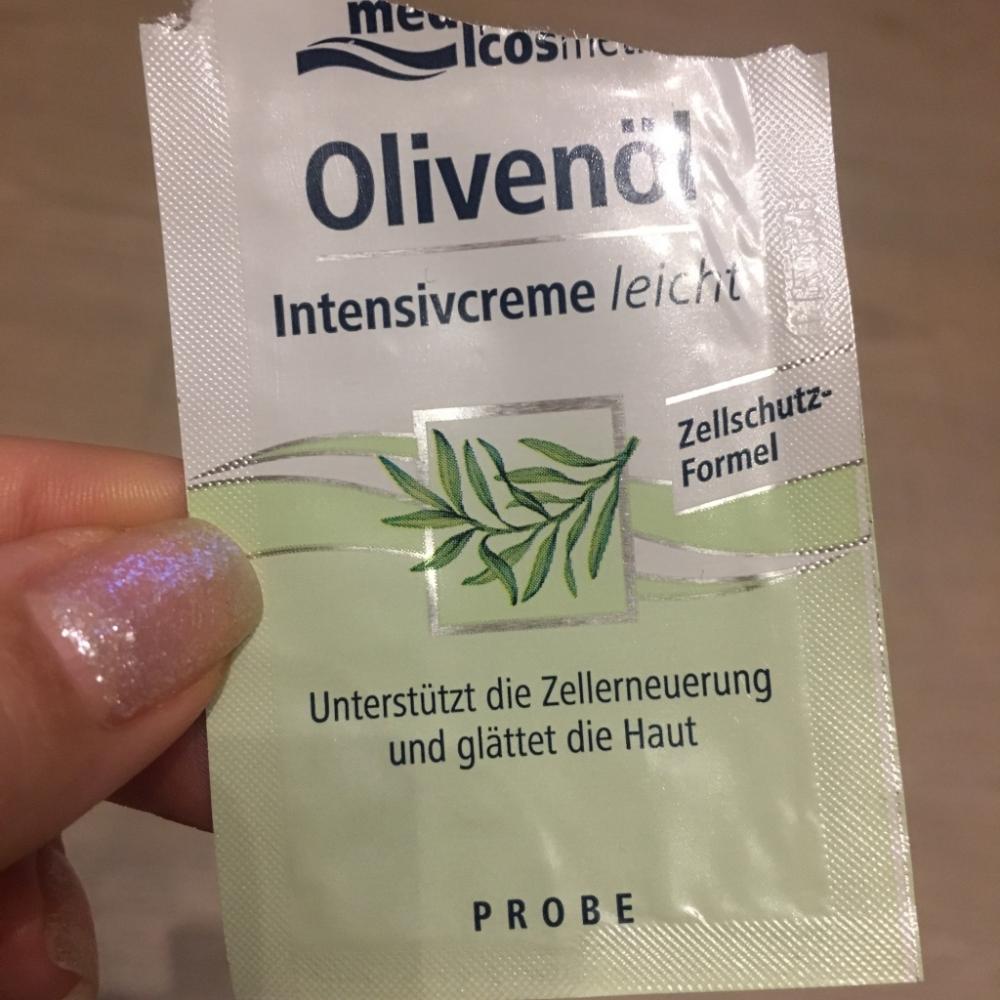 Olivenöl
Intensivcreme leicht
Zellschutz-
Formel
Unterstützt die Zellerneuerung
und glättet die Haut
PROBE